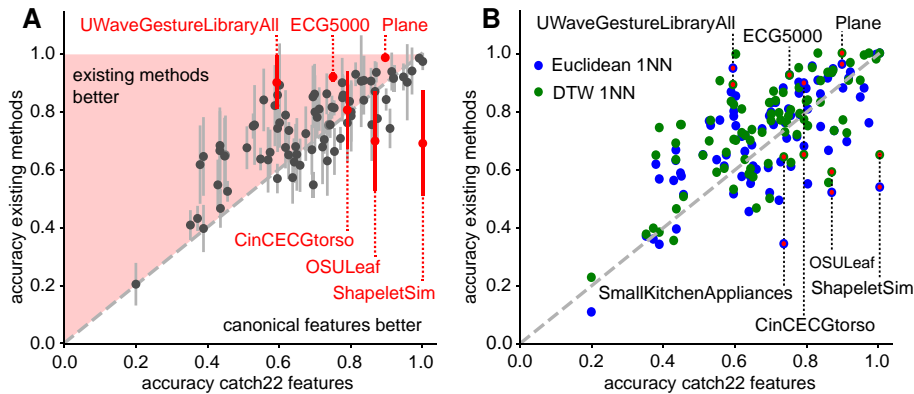 A
UWaveGestureLibraryAll
ECG5000
Plane
existing methods
better
CinCECGtorso
OSULeaf
ShapeletSim
canonical features better
accuracy existing methods
1.0
0.8
0.6
0.4
0.2
0.0
0.0 0.2 0.4 0.6 0.8 1.0
accuracy catch22 features
B
UWaveGestureLibraryAll
ECG5000
Plane
Euclidean 1NN
DTW 1NN
OSULeaf
SmallKitchenAppliances
ShapeletSim
CinCECGtorso
accuracy existing methods
1.0
0.8
0.6
0.4
0.2
0.0
0.0 0.2 0.4 0.6 0.8 1.0
accuracy catch22 features